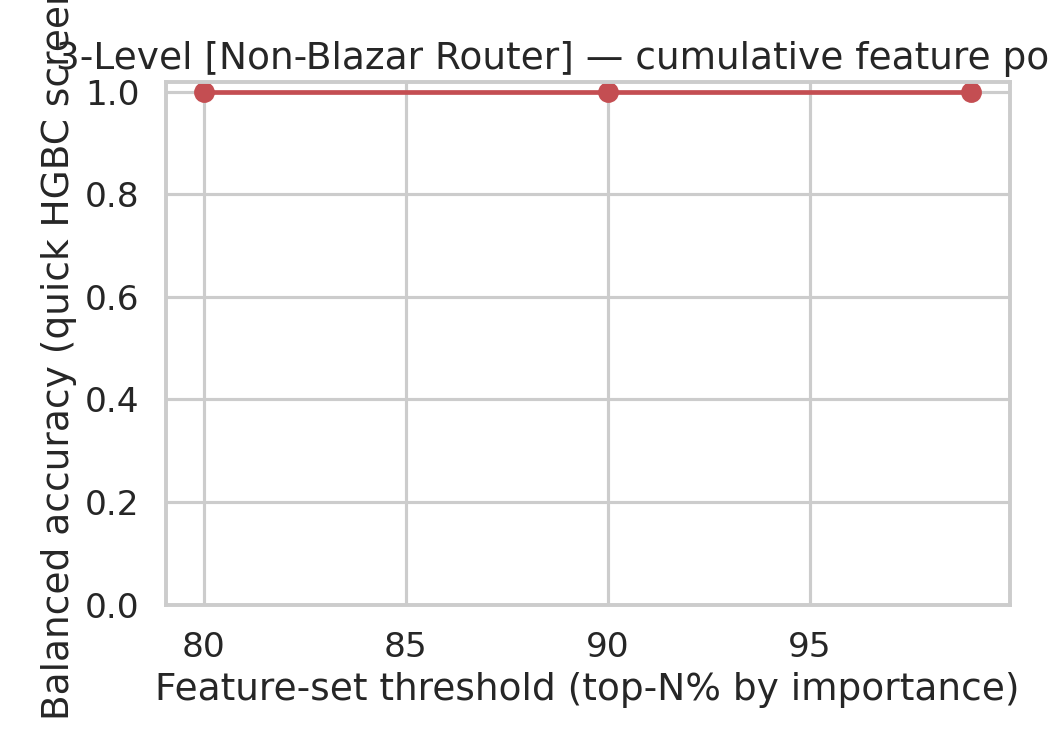 3-Level [Non-Blazar Router] — cumulative feature po
Balanced accuracy (quick HGBC screen
1.0
0.8
0.6
0.4
0.2
0.0
80 85 90 95
Feature-set threshold (top-N% by importance)